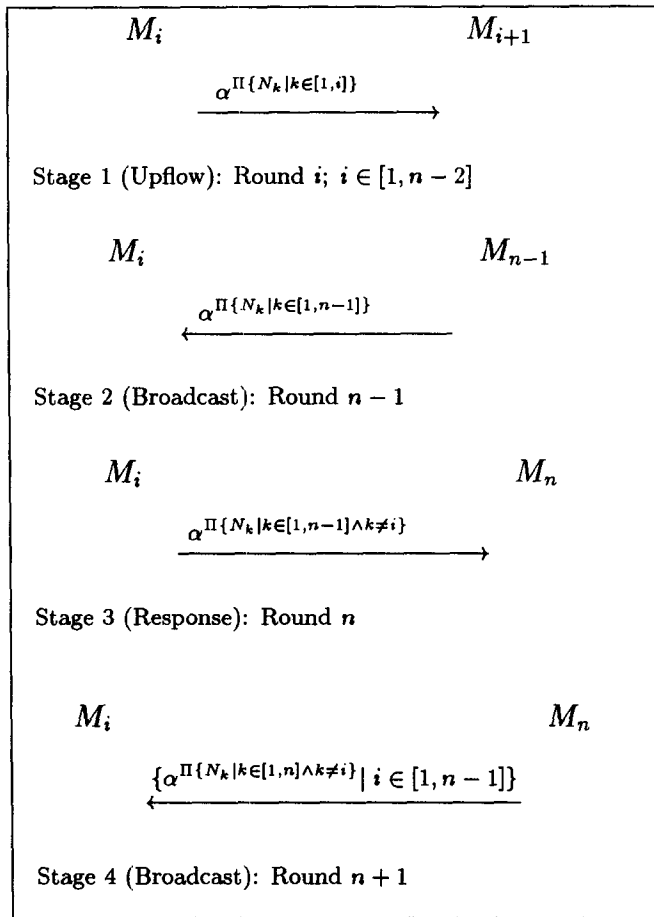 M_i M_{i+1}
α^{Π{N_k|k∈[1,i]}}
Stage 1 (Upflow): Round i; i ∈ [1, n − 2]
M_i M_{n−1}
α^{Π{N_k|k∈[1,n−1]}}
Stage 2 (Broadcast): Round n − 1
M_i M_n
α^{Π{N_k|k∈[1,n−1]∧k≠i}}
Stage 3 (Response): Round n
M_i M_n
{α^{Π{N_k|k∈[1,n]∧k≠i}}| i ∈ [1, n − 1]}
Stage 4 (Broadcast): Round n + 1